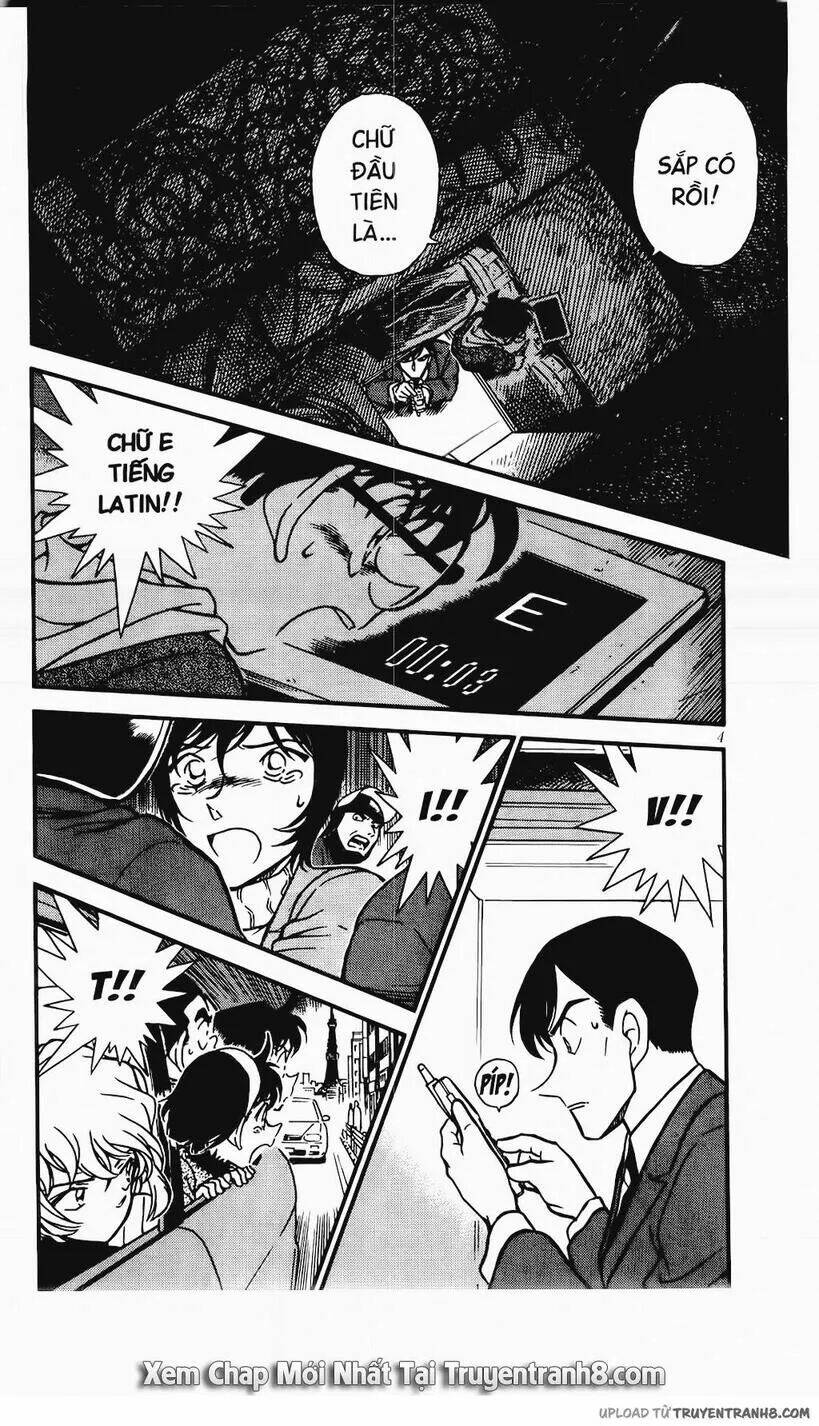 SẮP CÓ
RỒI!
CHỮ
ĐẦU
TIÊN
LÀ...
CHỮ E
TIẾNG
LATIN!!
E
00:03
4
V!!
PÍP!
I!!
T!!
Xem Chap Mới Nhất Tại Truyentranh8.com
UPLOAD TỪ TRUYENTRANH8.COM